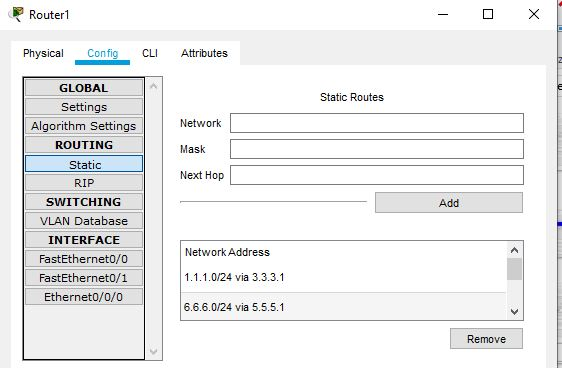 Router1
Physical Config CLI Attributes
GLOBAL
Settings
Algorithm Settings
ROUTING
Static
RIP
SWITCHING
VLAN Database
INTERFACE
FastEthernet0/0
FastEthernet0/1
Ethernet0/0/0
Static Routes
Network
Mask
Next Hop
Add
Network Address
1.1.1.0/24 via 3.3.3.1
6.6.6.0/24 via 5.5.5.1
Remove